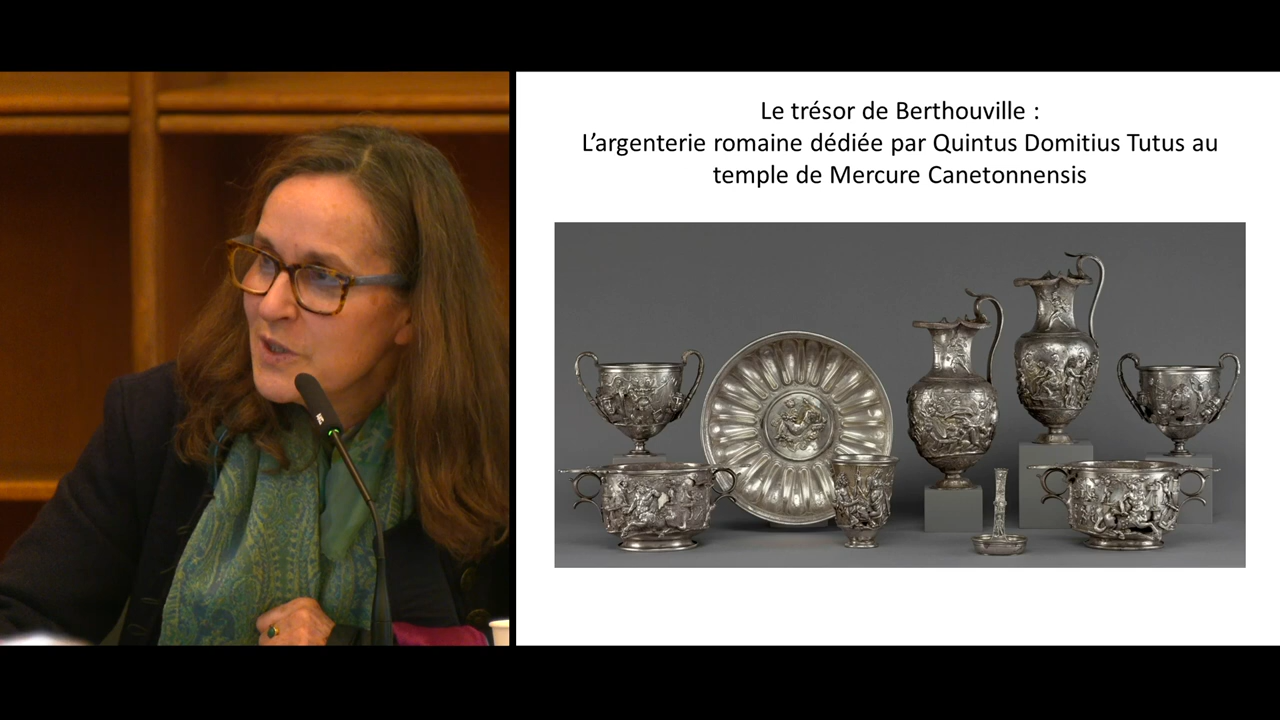 Le trésor de Berthouville :
L'argenterie romaine dédiée par Quintus Domitius Tutus au
temple de Mercure Canetonnensis